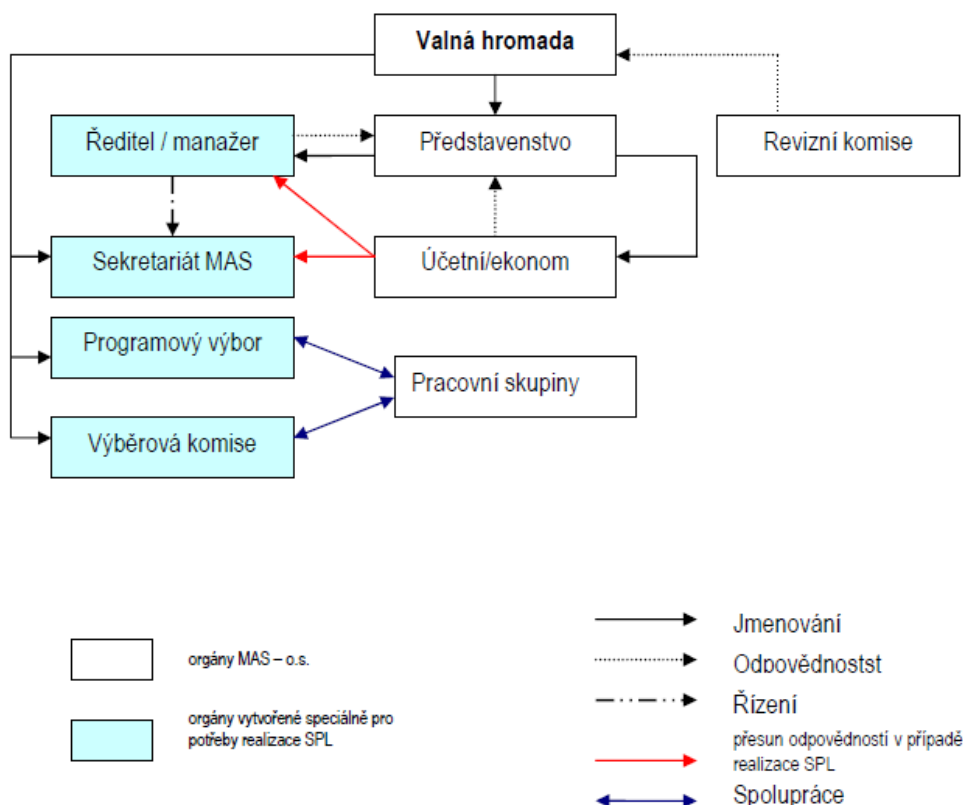 Valná hromada
Ředitel / manažer
Představenstvo
Revizní komise
Sekretariát MAS
Účetní/ekonom
Programový výbor
Pracovní skupiny
Výběrová komise
orgány MAS – o.s.
orgány vytvořené speciálně pro
potřeby realizace SPL
Jmenování
Odpovědnostst
Řízení
přesun odpovědností v případě
realizace SPL
Spolupráce